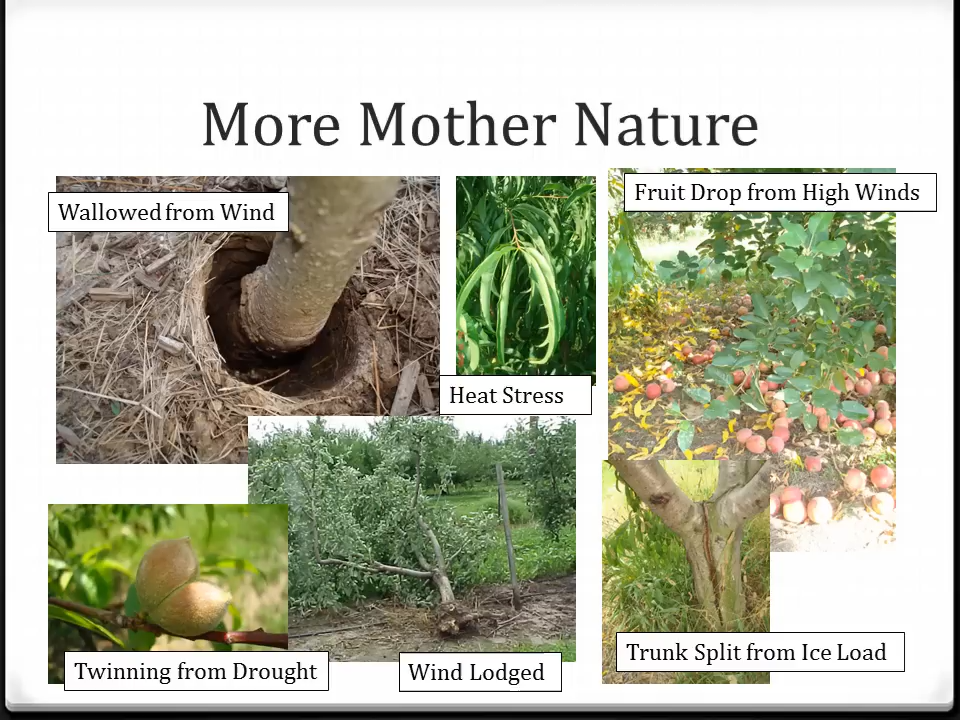 More Mother Nature
Wallowed from Wind
Fruit Drop from High Winds
Heat Stress
Twinning from Drought
Wind Lodged
Trunk Split from Ice Load